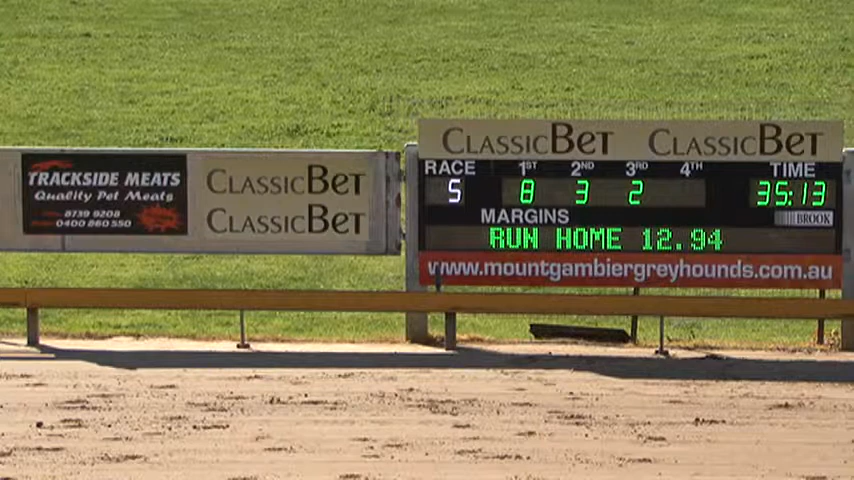 TRACKSIDE MEATS
Quality Pet Meats
8739 9208
0400 860 550
CLASSICBET
CLASSICBET
CLASSICBET CLASSICBET
RACE 1ST 2ND 3RD 4TH TIME
5 8 3 2 35:13
MARGINS BROOK
RUN HOME 12.94
www.mountgambiergreyhounds.com.au